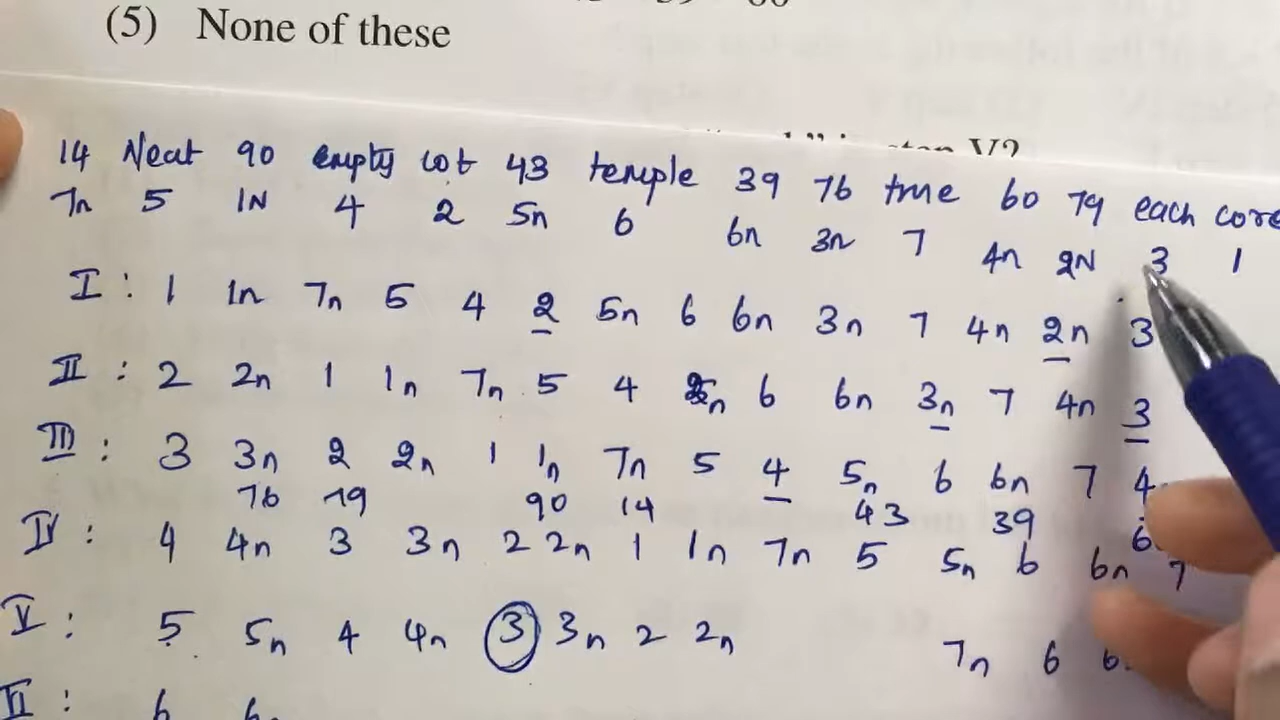 (5) None of these
14 Neat 90 empty lot 43 temple 39 76 true 60 79 each core
7n 5 1N 4 2 5n 6 6n 3n 7 4n 2N 3 1
I : 1 1n 7n 5 4 2 5n 6 6n 3n 7 4n 2n 3
II : 2 2n 1 1n 7n 5 4 5n 6 6n 3n 7 4n 3
III : 3 3n 2 2n 1 1n 7n 5 4 5n 6 6n 7 4
76 79 90 14 43 39 6
IV : 4 4n 3 3n 2 2n 1 1n 7n 5 5n 6 6n 7
V : 5 5n 4 4n 3 3n 2 2n 7n 6